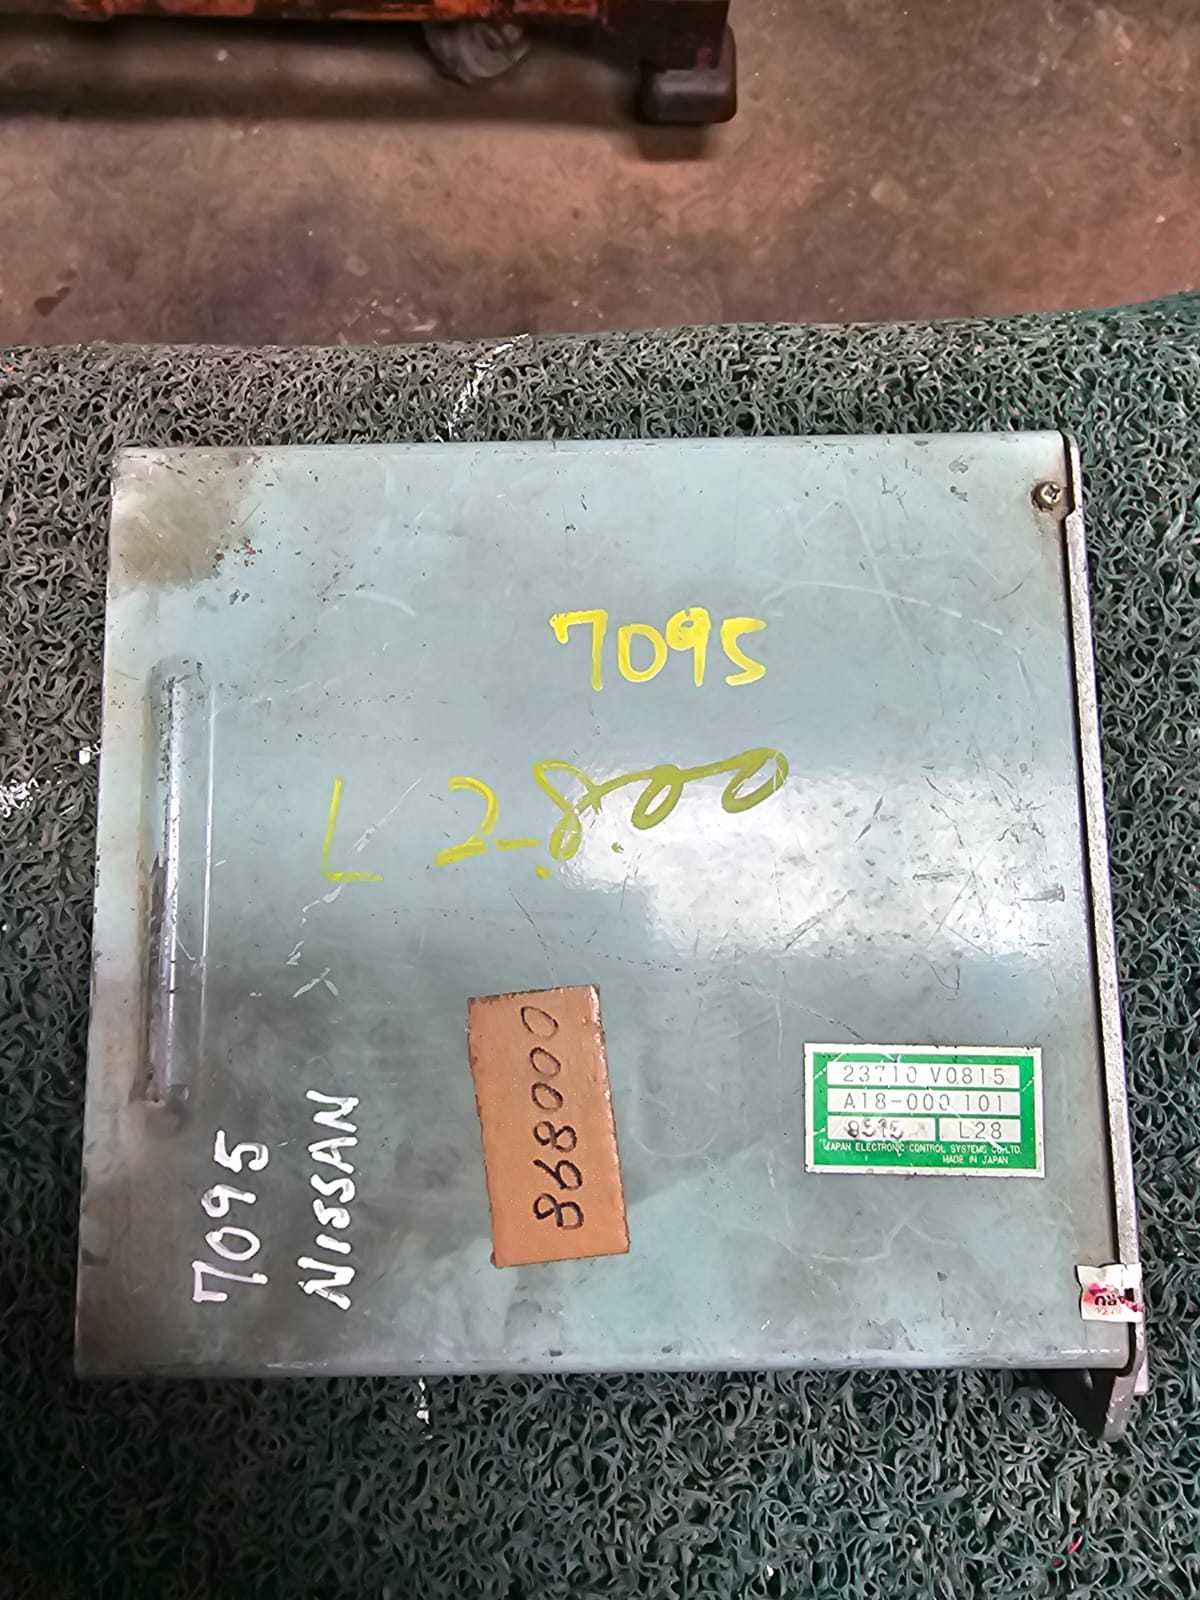 7095
L 2-800
868000
7095
NISSAN
23710 V0815
A18-000 101
L28
JAPAN ELECTRONIC CONTROL SYSTEMS CO.,LTD.
MADE IN JAPAN
ARU